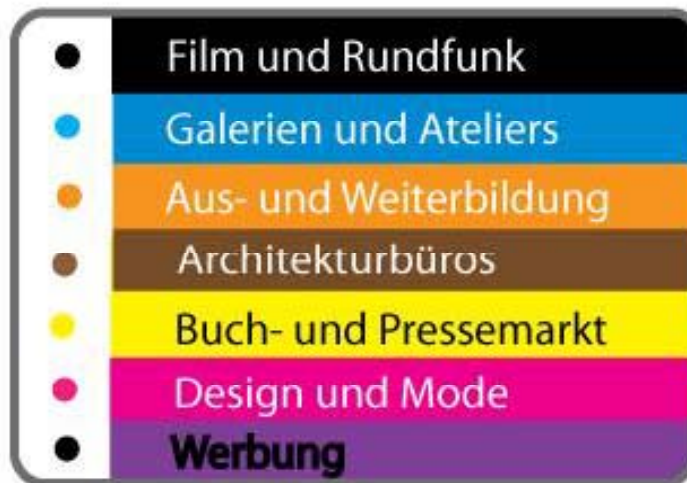 Film und Rundfunk
Galerien und Ateliers
Aus- und Weiterbildung
Architekturbüros
Buch- und Pressemarkt
Design und Mode
Werbung